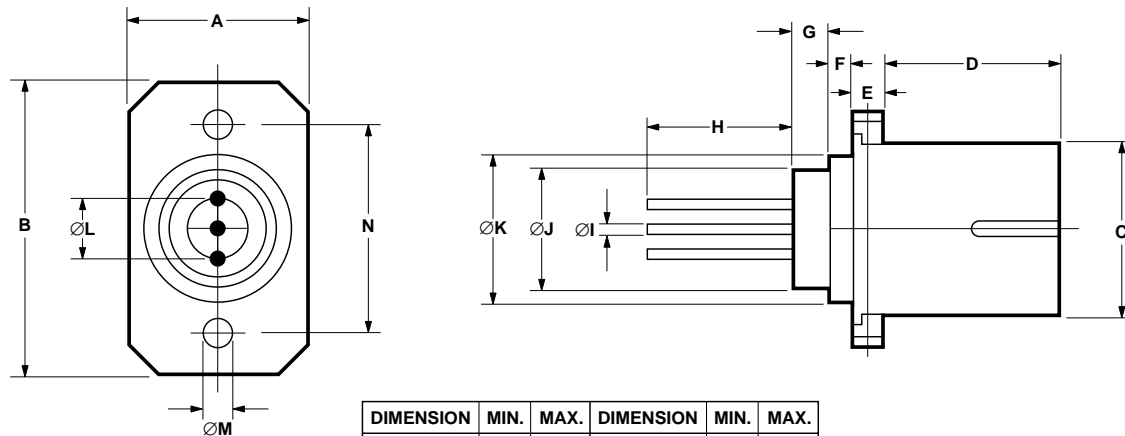 A
B
ØL
N
ØM
G
F
D
E
H
ØK
ØJ
ØI
C
DIMENSION MIN. MAX. DIMENSION MIN. MAX.